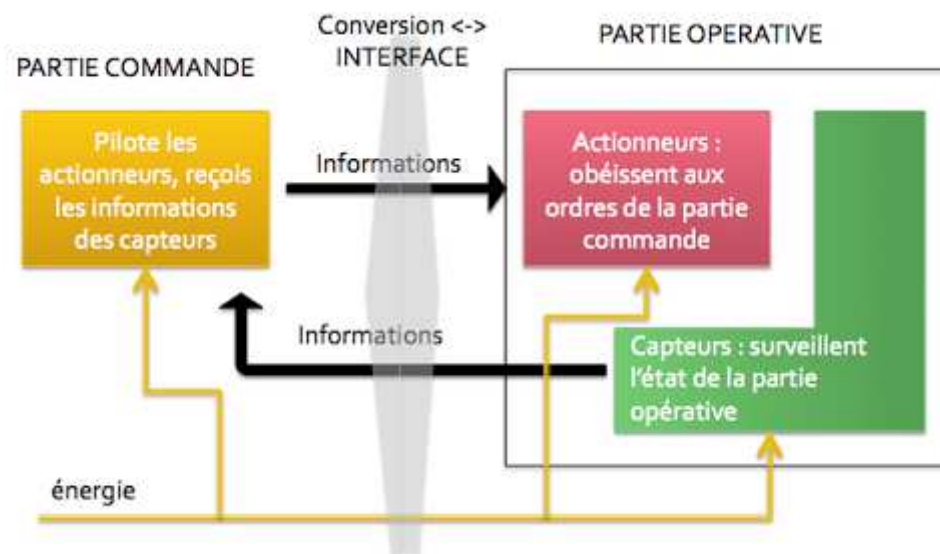 Conversion <->
INTERFACE
PARTIE COMMANDE
PARTIE OPERATIVE
Pilote les
actionneurs, reçois
les informations
des capteurs
Informations
Actionneurs :
obéissent aux
ordres de la partie
commande
Informations
Capteurs : surveillent
l'état de la partie
opérative
énergie